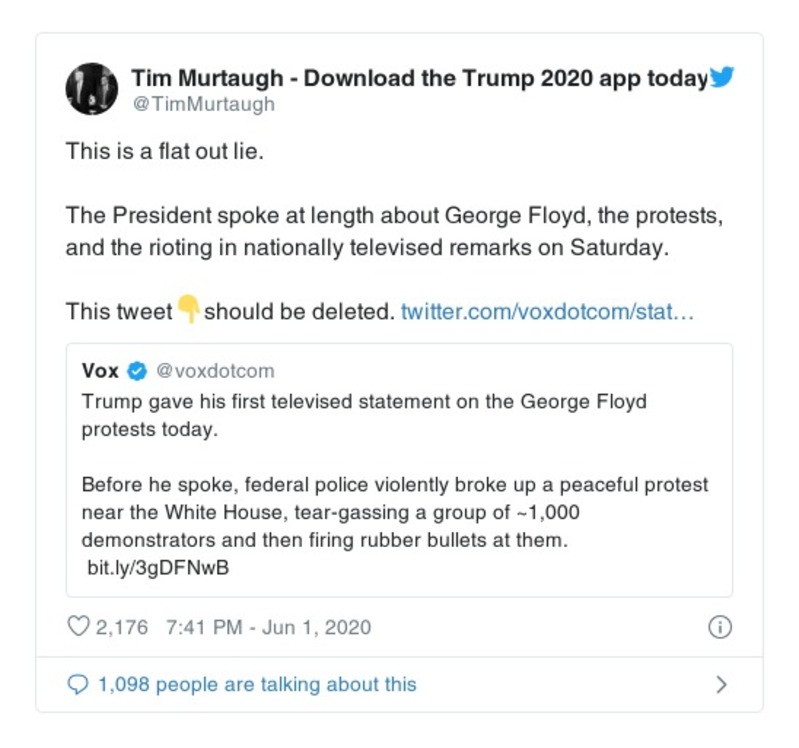 Tim Murtaugh - Download the Trump 2020 app today
@TimMurtaugh
This is a flat out lie.
The President spoke at length about George Floyd, the protests,
and the rioting in nationally televised remarks on Saturday.
This tweet 👇 should be deleted. twitter.com/voxdotcom/stat…
Vox @voxdotcom
Trump gave his first televised statement on the George Floyd
protests today.
Before he spoke, federal police violently broke up a peaceful protest
near the White House, tear-gassing a group of ~1,000
demonstrators and then firing rubber bullets at them.
bit.ly/3gDFNwB
2,176 7:41 PM - Jun 1, 2020
1,098 people are talking about this